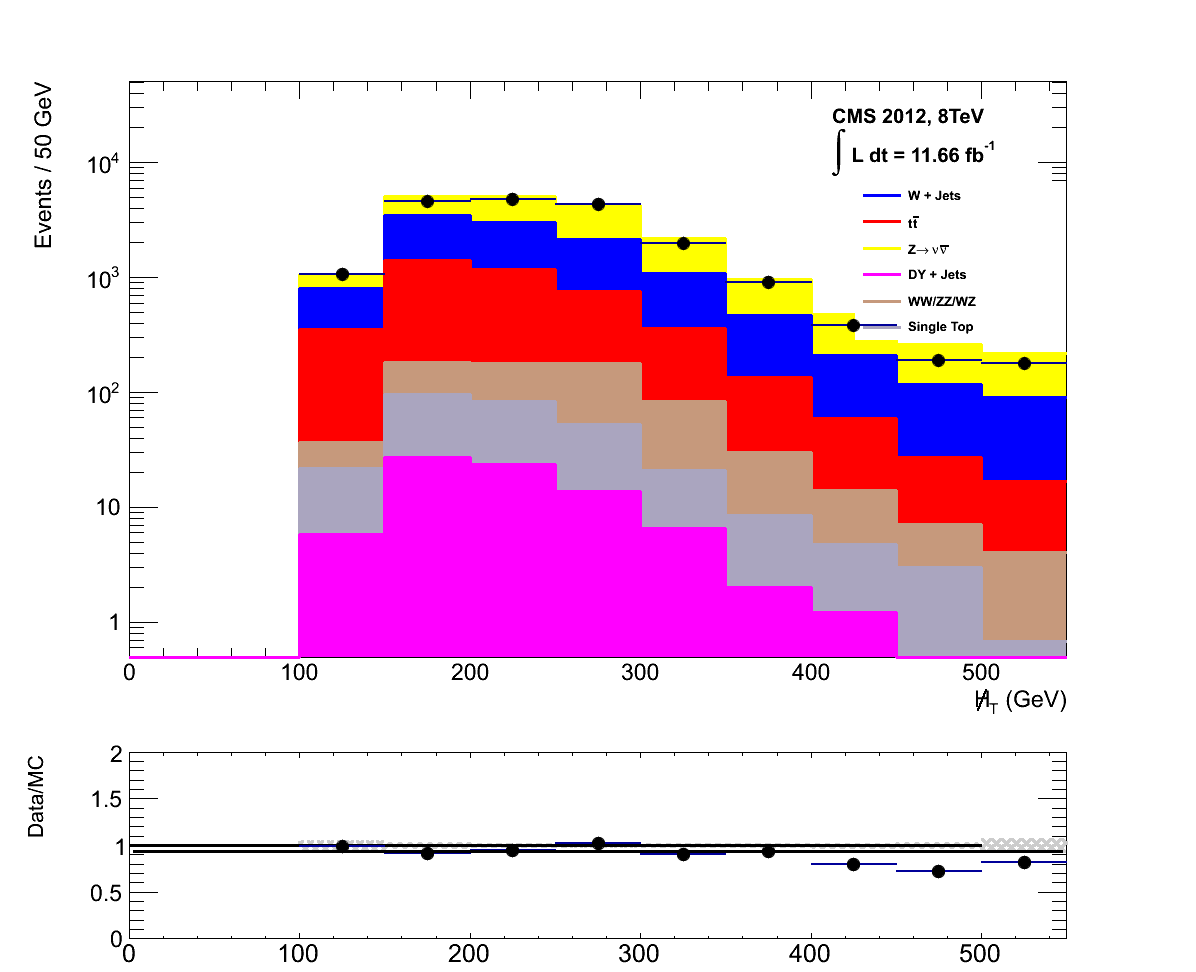 Events / 50 GeV
10⁴
10³
10²
10
1
CMS 2012, 8TeV
∫ L dt = 11.66 fb⁻¹
W + Jets
tt̅
Z→ νν̅
DY + Jets
WW/ZZ/WZ
Single Top
0 100 200 300 400 500
H̸T (GeV)
Data/MC
2
1.5
1
0.5
0
0 100 200 300 400 500